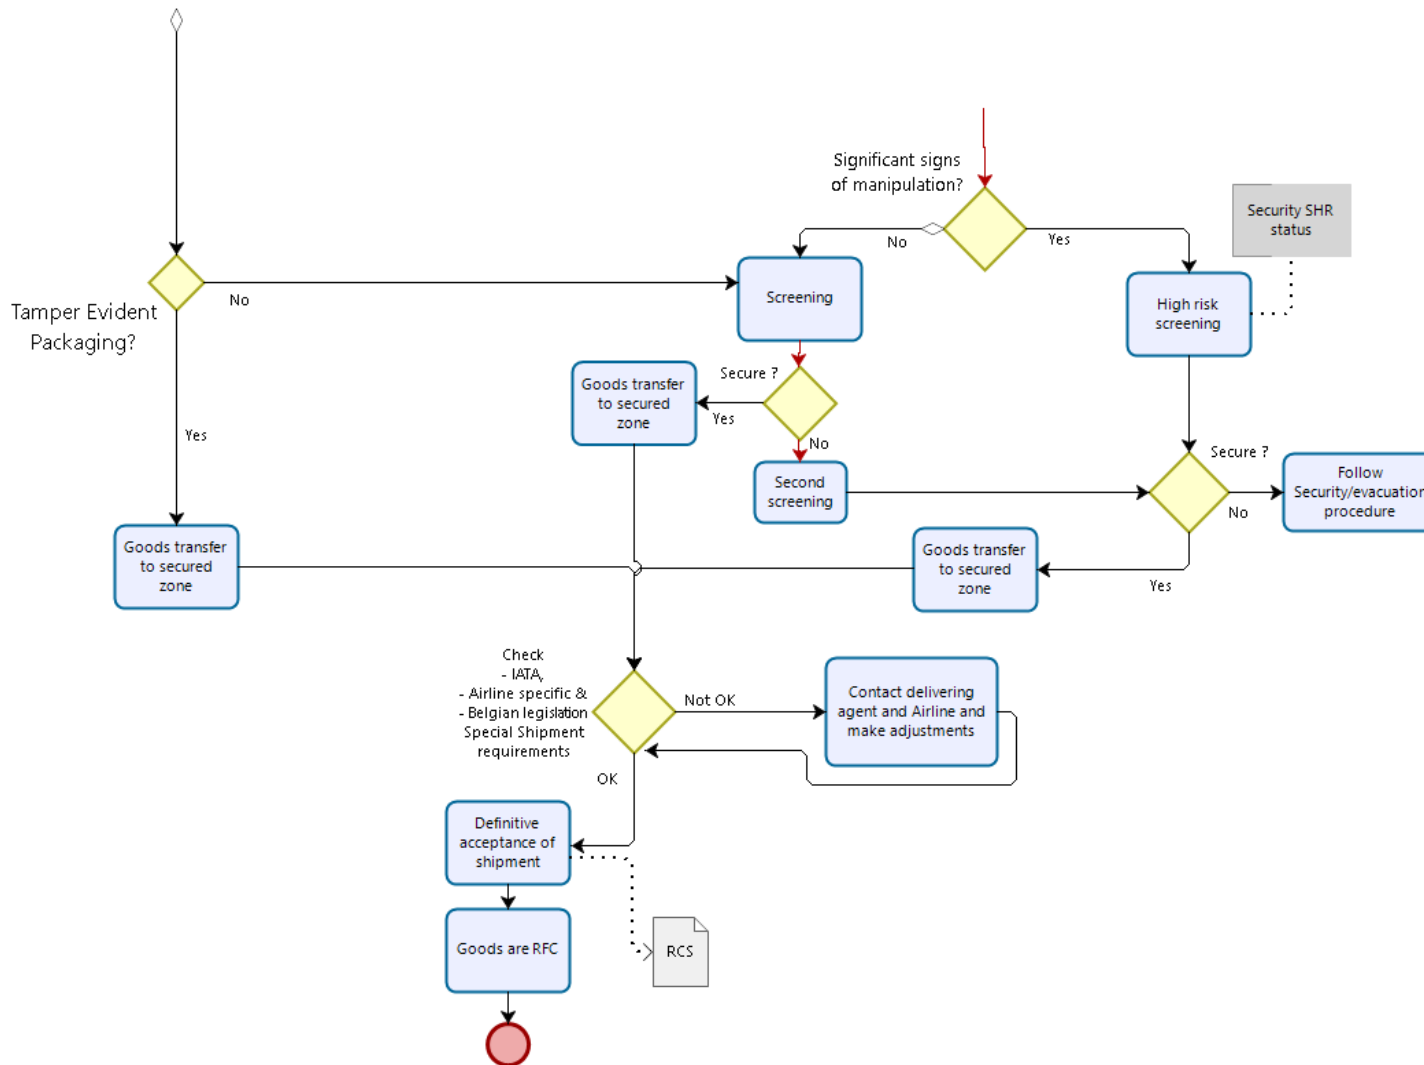 Significant signs
of manipulation?
Security SHR
status
No
Yes
Tamper Evident
Packaging?
No
Screening
High risk
screening
Secure ?
Goods transfer
to secured
zone
Yes
No
Yes
Second
screening
Secure ?
No
Follow
Security/evacuation
procedure
Goods transfer
to secured
zone
Goods transfer
to secured
zone
Yes
Check
- IATA,
- Airline specific &
- Belgian legislation
Special Shipment
requirements
Not OK
Contact delivering
agent and Airline and
make adjustments
OK
Definitive
acceptance of
shipment
Goods are RFC
RCS